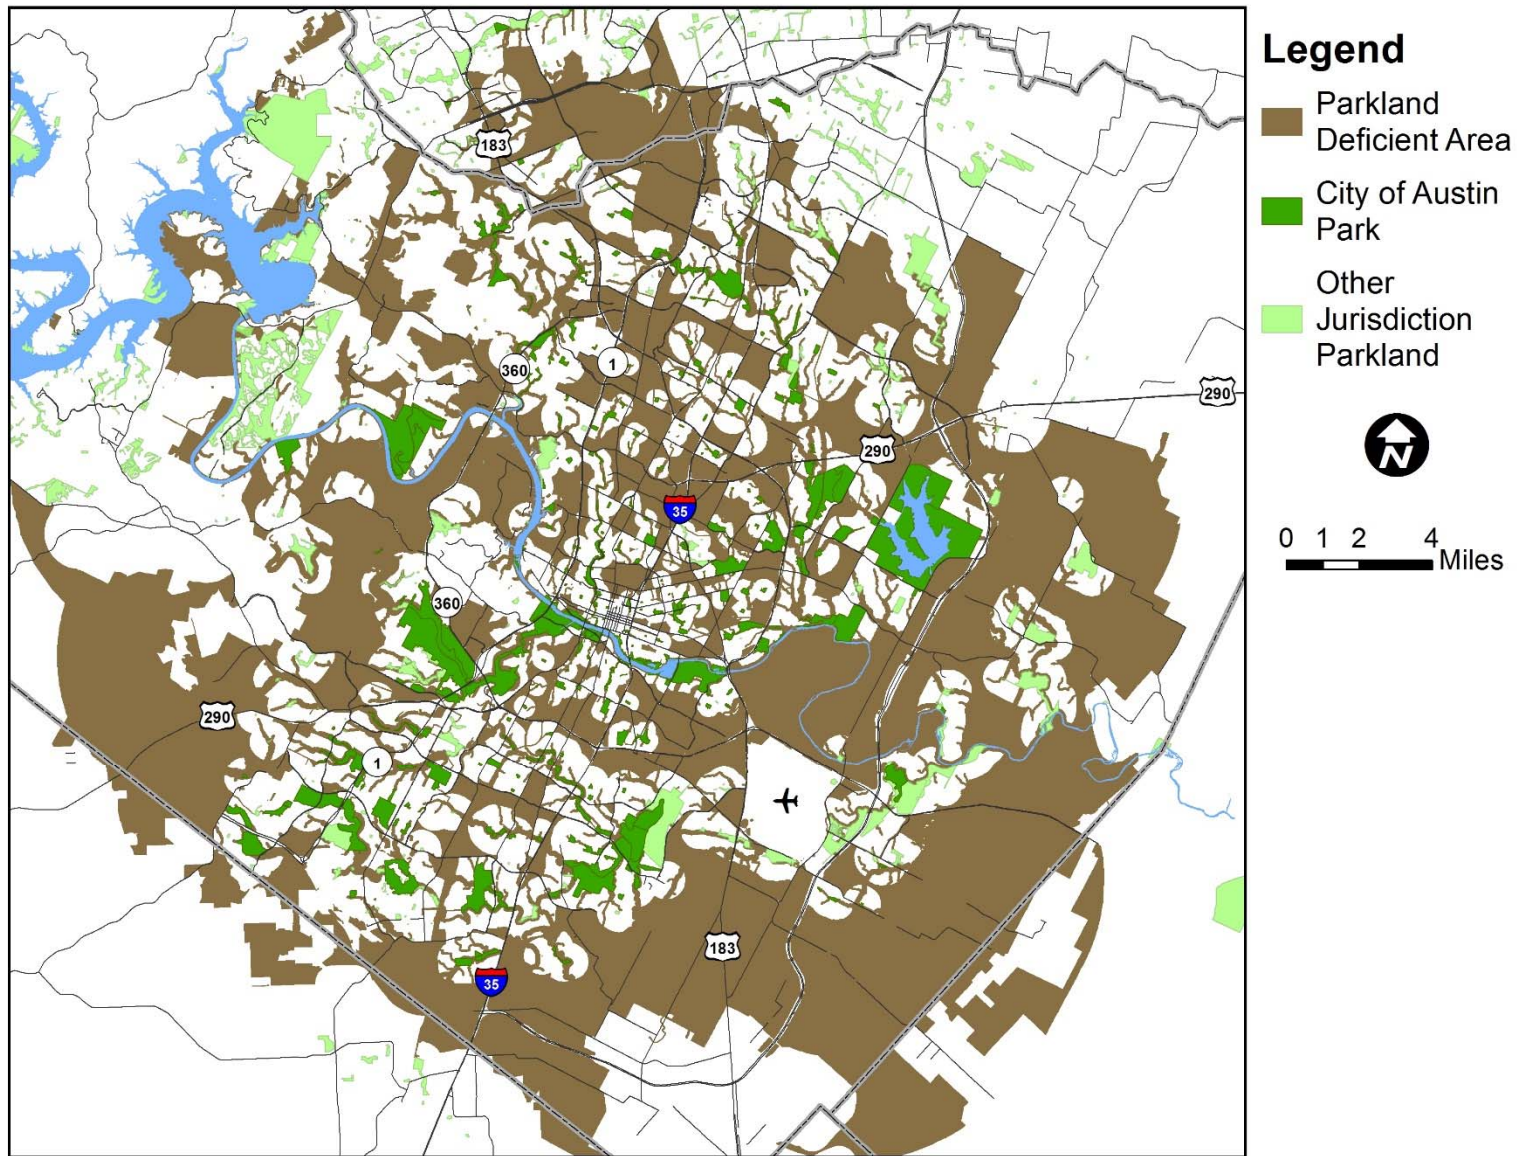 Legend
Parkland
Deficient Area
City of Austin
Park
Other
Jurisdiction
Parkland
N
0 1 2 4
Miles
183
360
1
290
290
35
360
290
1
183
35